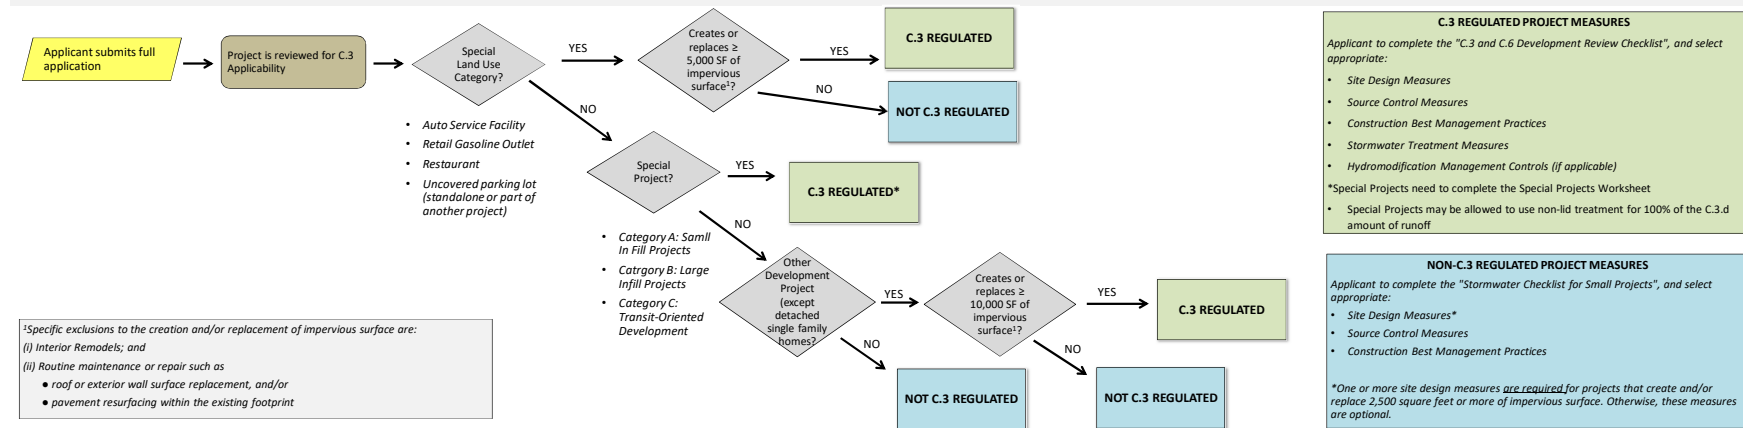 Applicant submits full
application
Project is reviewed for C.3
Applicability
Special
Land Use
Category?
YES
NO
Creates or
replaces ≥
5,000 SF of
impervious
surface¹?
YES
NO
C.3 REGULATED
NOT C.3 REGULATED
• Auto Service Facility
• Retail Gasoline Outlet
• Restaurant
• Uncovered parking lot
(standalone or part of
another project)
Special
Project?
YES
NO
C.3 REGULATED*
• Category A: Samll
In Fill Projects
• Catrgory B: Large
Infill Projects
• Category C:
Transit-Oriented
Development
Other
Development
Project
(except
detached
single family
homes?
YES
NO
Creates or
replaces ≥
10,000 SF of
impervious
surface¹?
YES
NO
C.3 REGULATED
NOT C.3 REGULATED
NOT C.3 REGULATED
¹Specific exclusions to the creation and/or replacement of impervious surface are:
(i) Interior Remodels; and
(ii) Routine maintenance or repair such as
● roof or exterior wall surface replacement, and/or
● pavement resurfacing within the existing footprint
C.3 REGULATED PROJECT MEASURES
Applicant to complete the "C.3 and C.6 Development Review Checklist", and select
appropriate:
• Site Design Measures
• Source Control Measures
• Construction Best Management Practices
• Stormwater Treatment Measures
• Hydromodification Management Controls (if applicable)
*Special Projects need to complete the Special Projects Worksheet
• Special Projects may be allowed to use non-lid treatment for 100% of the C.3.d
amount of runoff
NON-C.3 REGULATED PROJECT MEASURES
Applicant to complete the "Stormwater Checklist for Small Projects", and select
appropriate:
• Site Design Measures*
• Source Control Measures
• Construction Best Management Practices
*One or more site design measures are required for projects that create and/or
replace 2,500 square feet or more of impervious surface. Otherwise, these measures
are optional.